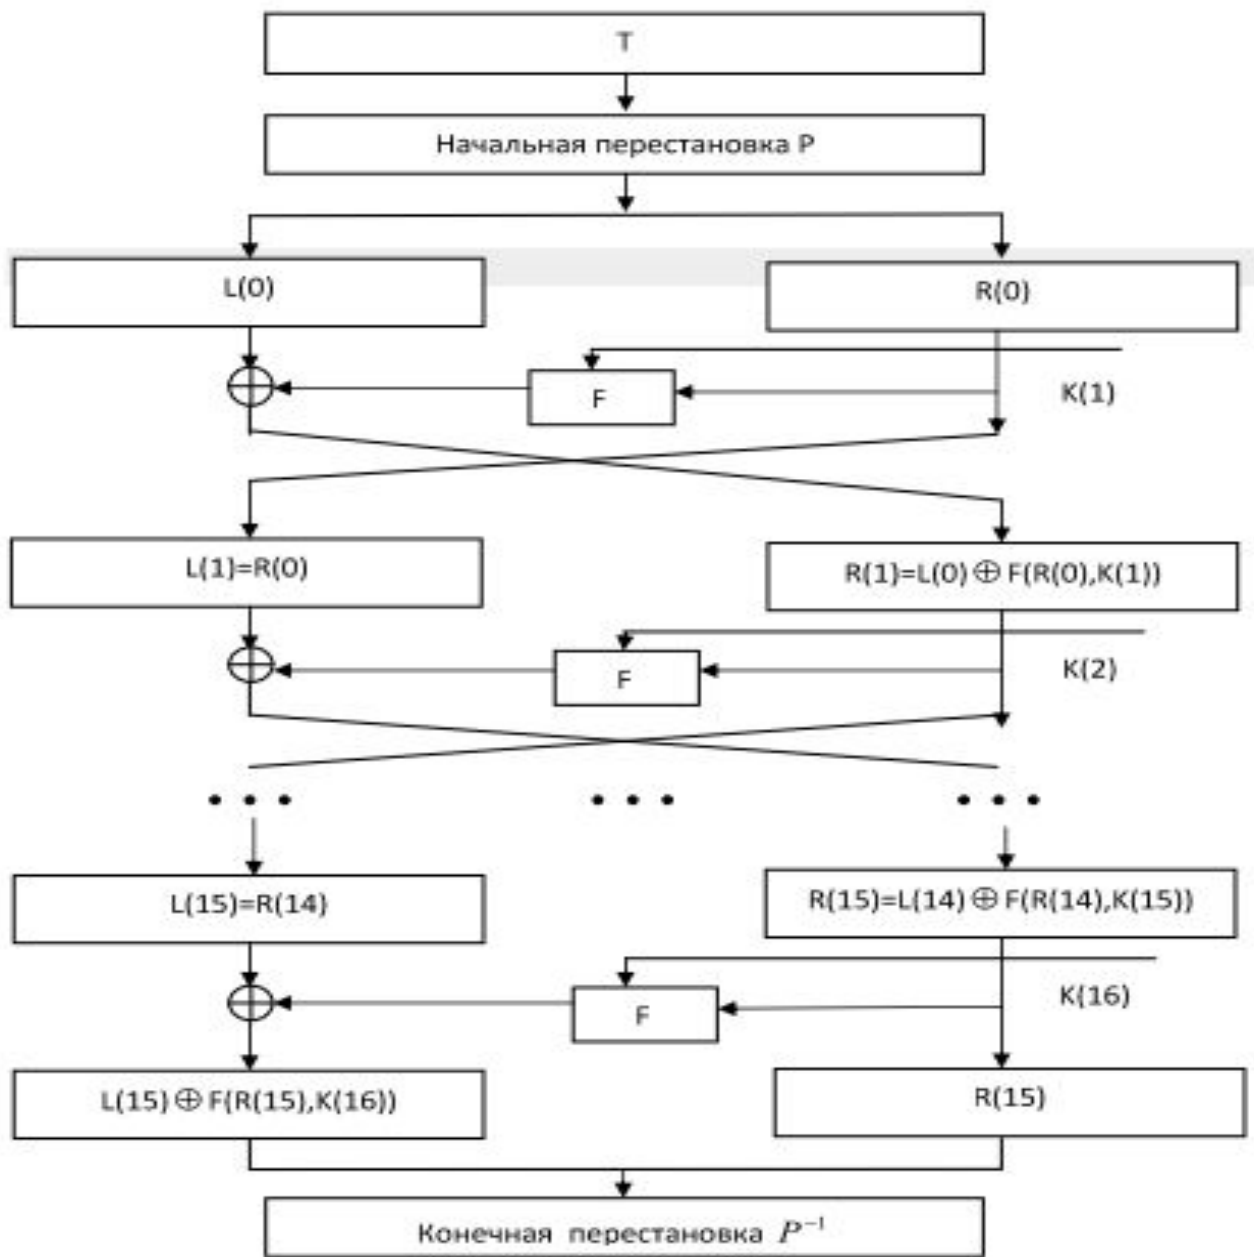 T
Начальная перестановка P
L(0)
R(0)
F
K(1)
L(1)=R(0)
R(1)=L(0) ⊕ F(R(0),K(1))
F
K(2)
• • • • • • • • •
L(15)=R(14)
R(15)=L(14) ⊕ F(R(14),K(15))
F
K(16)
L(15) ⊕ F(R(15),K(16))
R(15)
Конечная перестановка P⁻¹